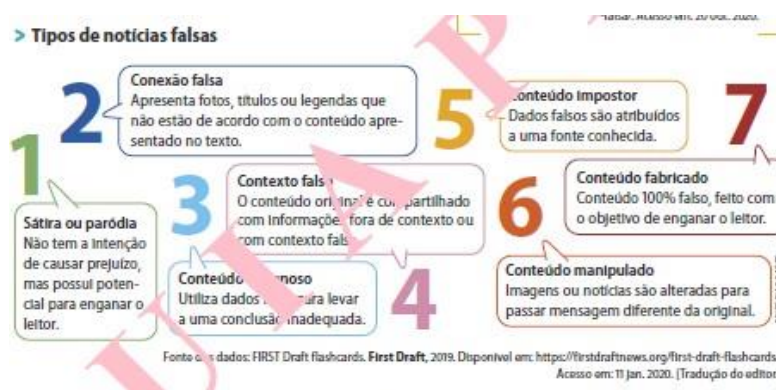 Acesso em: 20 out. 2020.
> Tipos de notícias falsas
1
Sátira ou paródia
Não tem a intenção
de causar prejuízo,
mas possui poten-
cial para enganar o
leitor.
2
Conexão falsa
Apresenta fotos, títulos ou legendas que
não estão de acordo com o conteúdo apre-
sentado no texto.
3
Conteúdo
Utiliza dados para levar
a uma conclusão inadequada.
4
Contexto
O conteúdo original é compartilhado
com informações fora de contexto ou
com contexto
5
Conteúdo impostor
Dados falsos são atribuídos
a uma fonte conhecida.
6
Conteúdo manipulado
Imagens ou notícias são alteradas para
passar mensagem diferente da original.
7
Conteúdo fabricado
Conteúdo 100% falso, feito com
o objetivo de enganar o leitor.
Fonte dos dados: FIRST Draft flashcards. First Draft, 2019. Disponível em: https://firstdraftnews.org/first-draft-flashcards
Acesso em: 11 jan. 2020. [Tradução do editor
U I A P